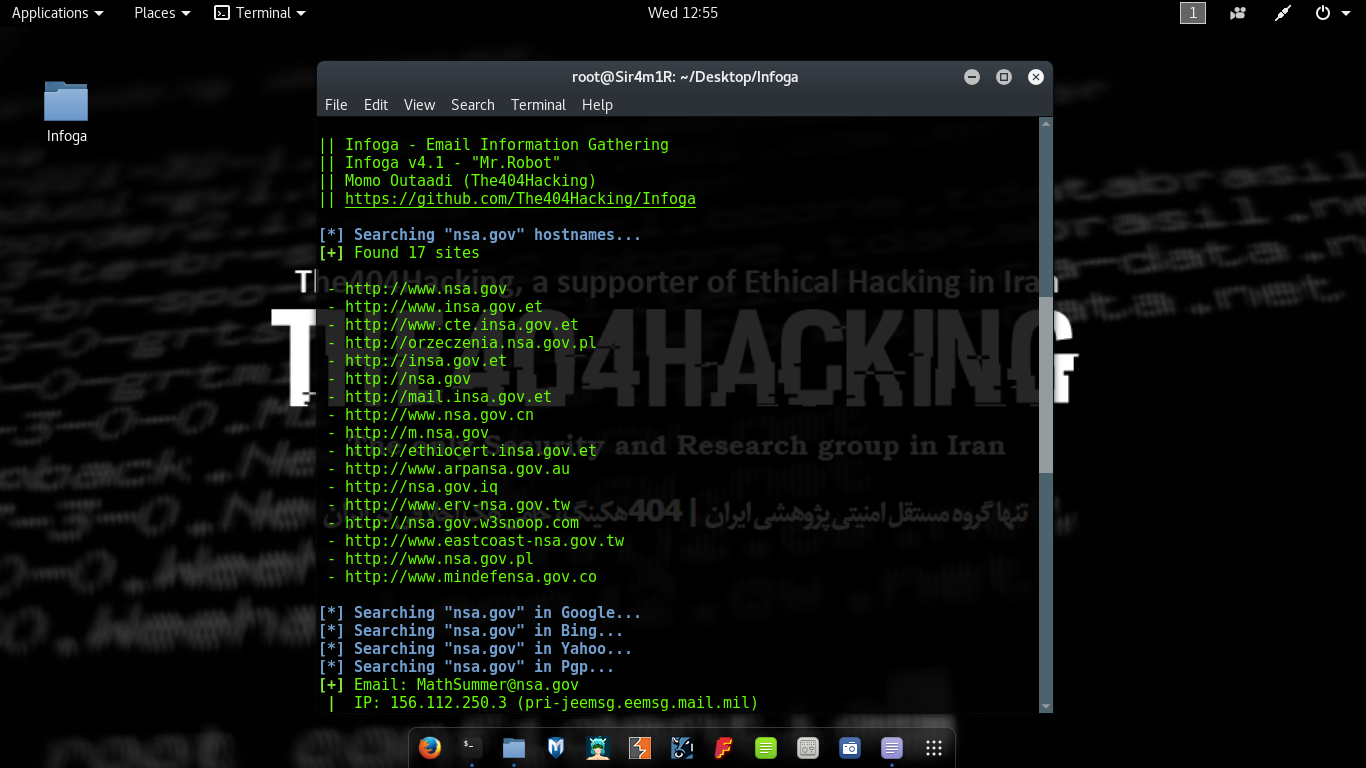 Applications Places Terminal Wed 12:55 1
Infoga
root@Sir4m1R: ~/Desktop/Infoga
File Edit View Search Terminal Help
|| Infoga - Email Information Gathering
|| Infoga v4.1 - "Mr.Robot"
|| Momo Outaadi (The404Hacking)
|| https://github.com/The404Hacking/Infoga
[*] Searching "nsa.gov" hostnames...
[+] Found 17 sites
The404Hacking, a supporter of Ethical Hacking in Iran
- http://www.nsa.gov
- http://www.insa.gov.et
- http://www.cte.insa.gov.et
- http://orzeczenia.nsa.gov.pl
- http://insa.gov.et
- http://nsa.gov
- http://mail.insa.gov.et
THE404HACKING
- http://www.nsa.gov.cn
- http://m.nsa.gov
- http://ethiocert.insa.gov.et
Security and Research group in Iran
- http://www.arpansa.gov.au
- http://nsa.gov.iq
- http://www.erv-nsa.gov.tw
تنها گروه مستقل امنیتی پژوهشی ایران | 404هکینگ
- http://nsa.gov.w3snoop.com
- http://www.eastcoast-nsa.gov.tw
- http://www.nsa.gov.pl
- http://www.mindefensa.gov.co
[*] Searching "nsa.gov" in Google...
[*] Searching "nsa.gov" in Bing...
[*] Searching "nsa.gov" in Yahoo...
[*] Searching "nsa.gov" in Pgp...
[+] Email: MathSummer@nsa.gov
| IP: 156.112.250.3 (pri-jeemsg.eemsg.mail.mil)